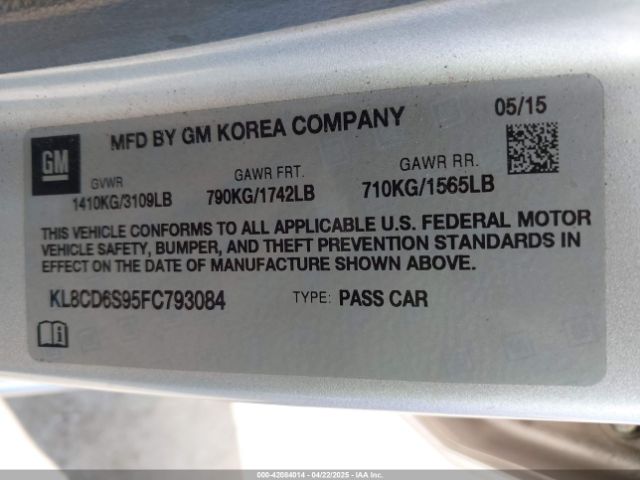 GM
MFD BY GM KOREA COMPANY
05/15
GVWR
1410KG/3109LB
GAWR FRT.
790KG/1742LB
GAWR RR.
710KG/1565LB
THIS VEHICLE CONFORMS TO ALL APPLICABLE U.S. FEDERAL MOTOR
VEHICLE SAFETY, BUMPER, AND THEFT PREVENTION STANDARDS IN
EFFECT ON THE DATE OF MANUFACTURE SHOWN ABOVE.
KL8CD6S95FC793084
TYPE: PASS CAR
i
000-42084014 - 04/22/2025 - COPYRIGHT IAA, LLC